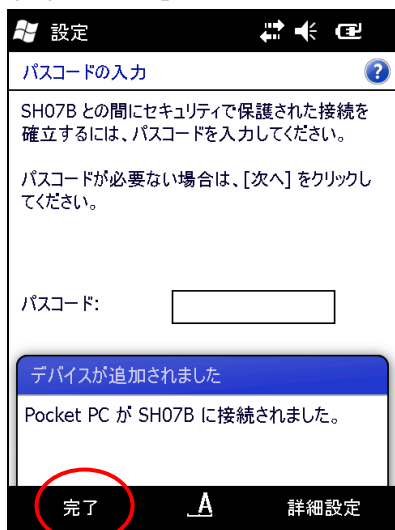 設定
パスコードの入力
?
SH07B との間にセキュリティで保護された接続を
確立するには、パスコードを入力してください。
パスコードが必要ない場合は、[次へ] をクリックし
てください。
パスコード:
デバイスが追加されました
Pocket PC が SH07B に接続されました。
完了 A 詳細設定